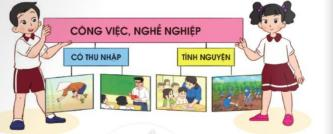 CÔNG VIỆC, NGHỀ NGHIỆP
CÓ THU NHẬP
TÌNH NGUYỆN